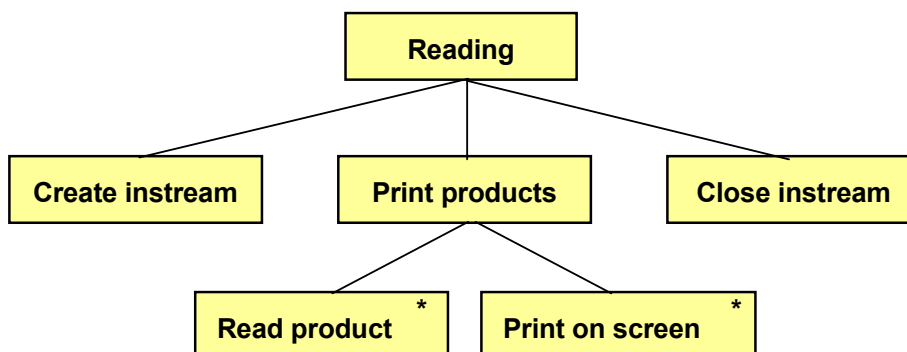 Reading
Create instream
Print products
Close instream
Read product *
Print on screen *